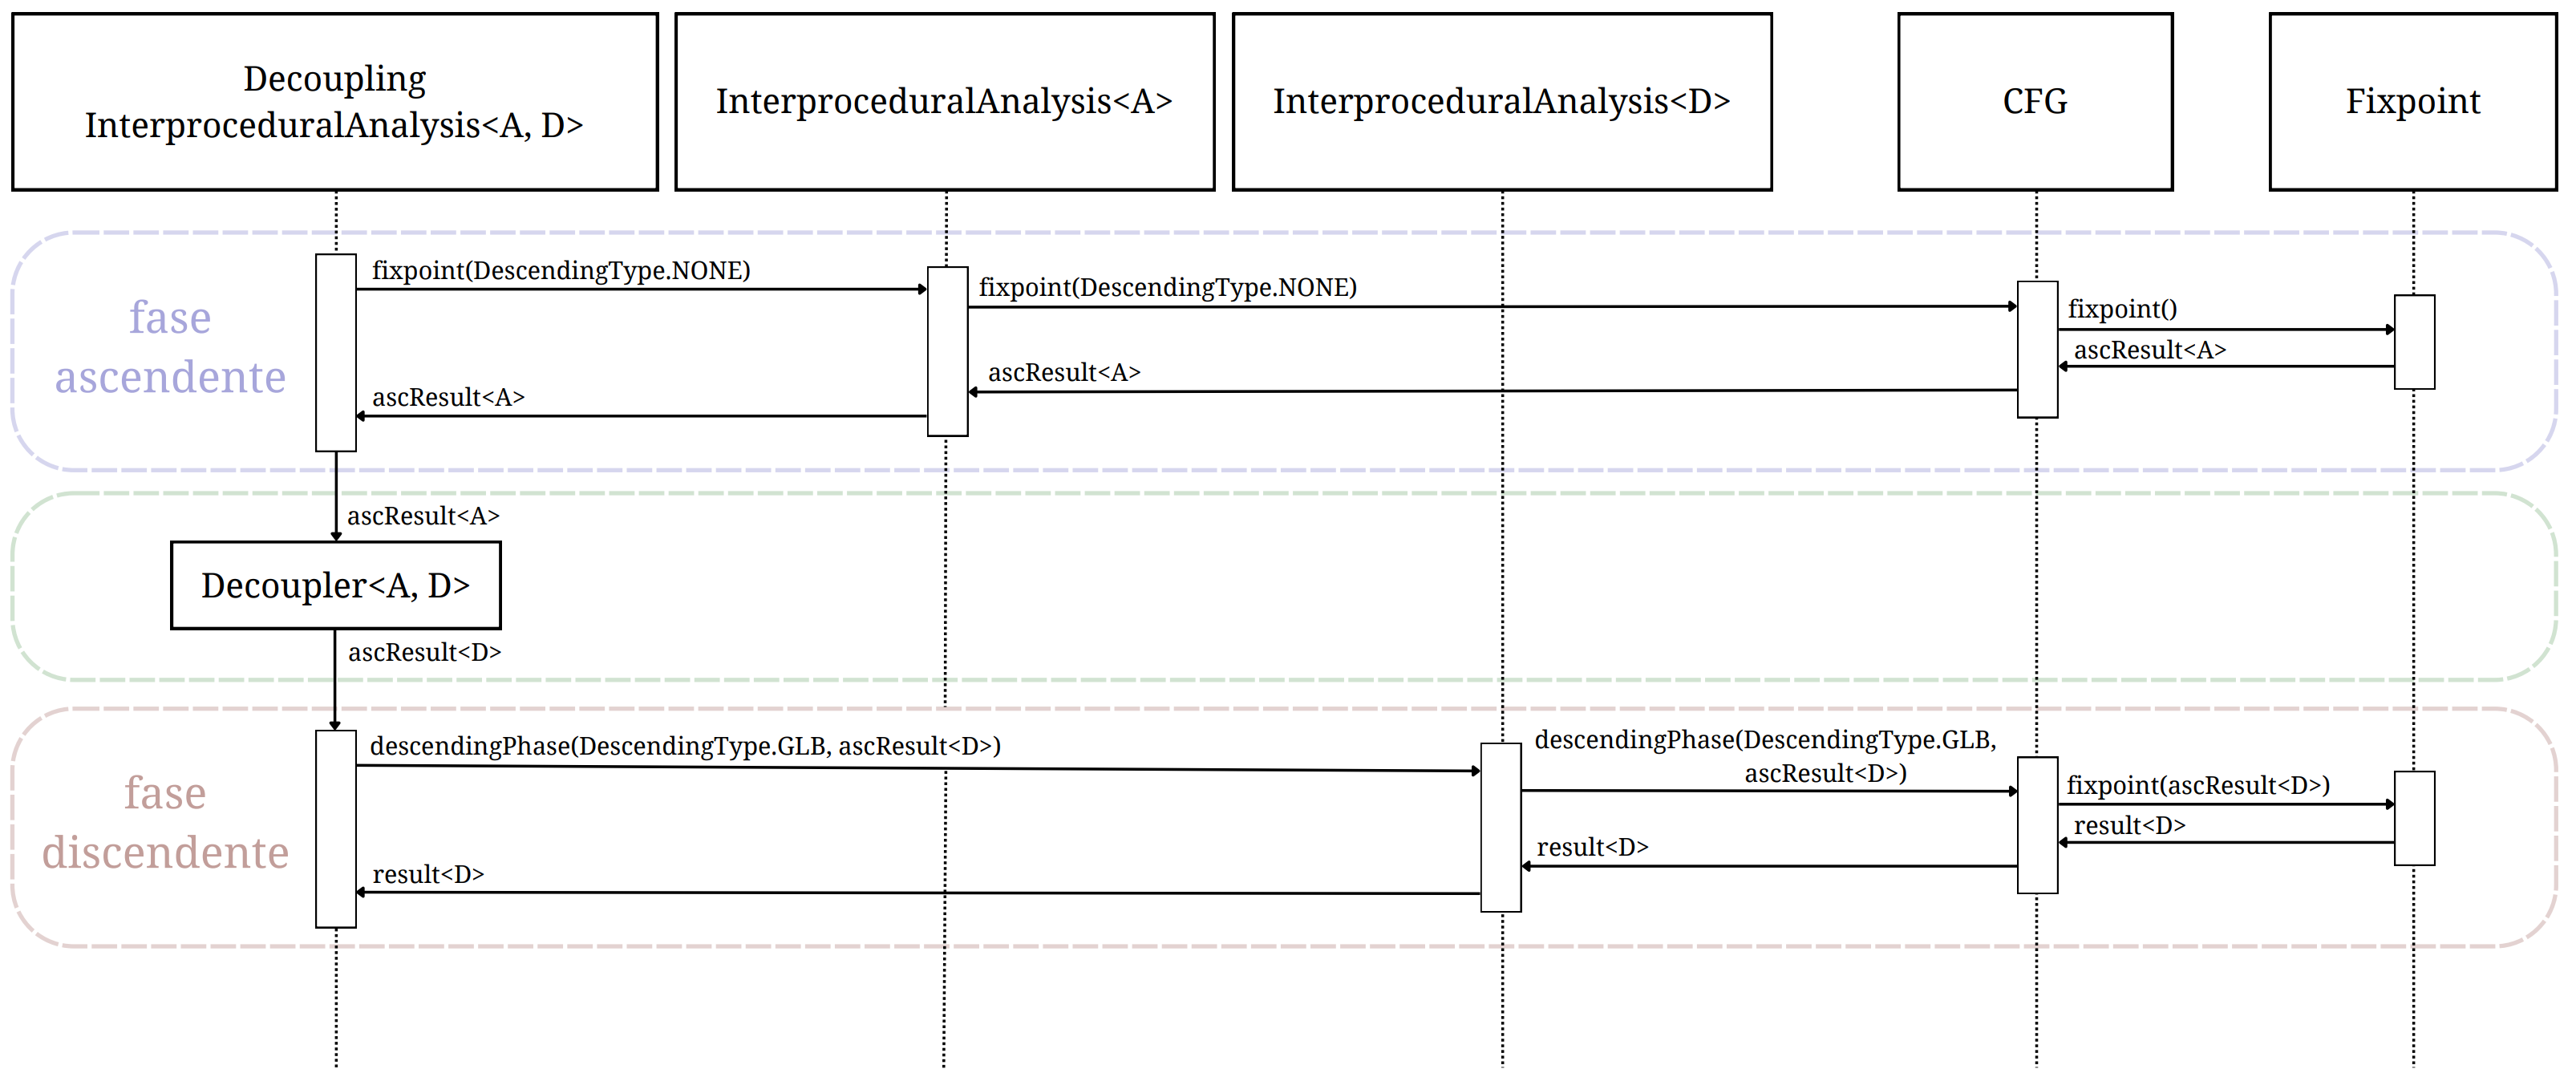 Decoupling
InterproceduralAnalysis<A, D>
InterproceduralAnalysis<A>
InterproceduralAnalysis<D>
CFG
Fixpoint
fase
ascendente
fixpoint(DescendingType.NONE)
fixpoint(DescendingType.NONE)
fixpoint()
ascResult<A>
ascResult<A>
ascResult<A>
ascResult<A>
Decoupler<A, D>
ascResult<D>
fase
discendente
descendingPhase(DescendingType.GLB, ascResult<D>)
descendingPhase(DescendingType.GLB,
ascResult<D>)
fixpoint(ascResult<D>)
result<D>
result<D>
result<D>